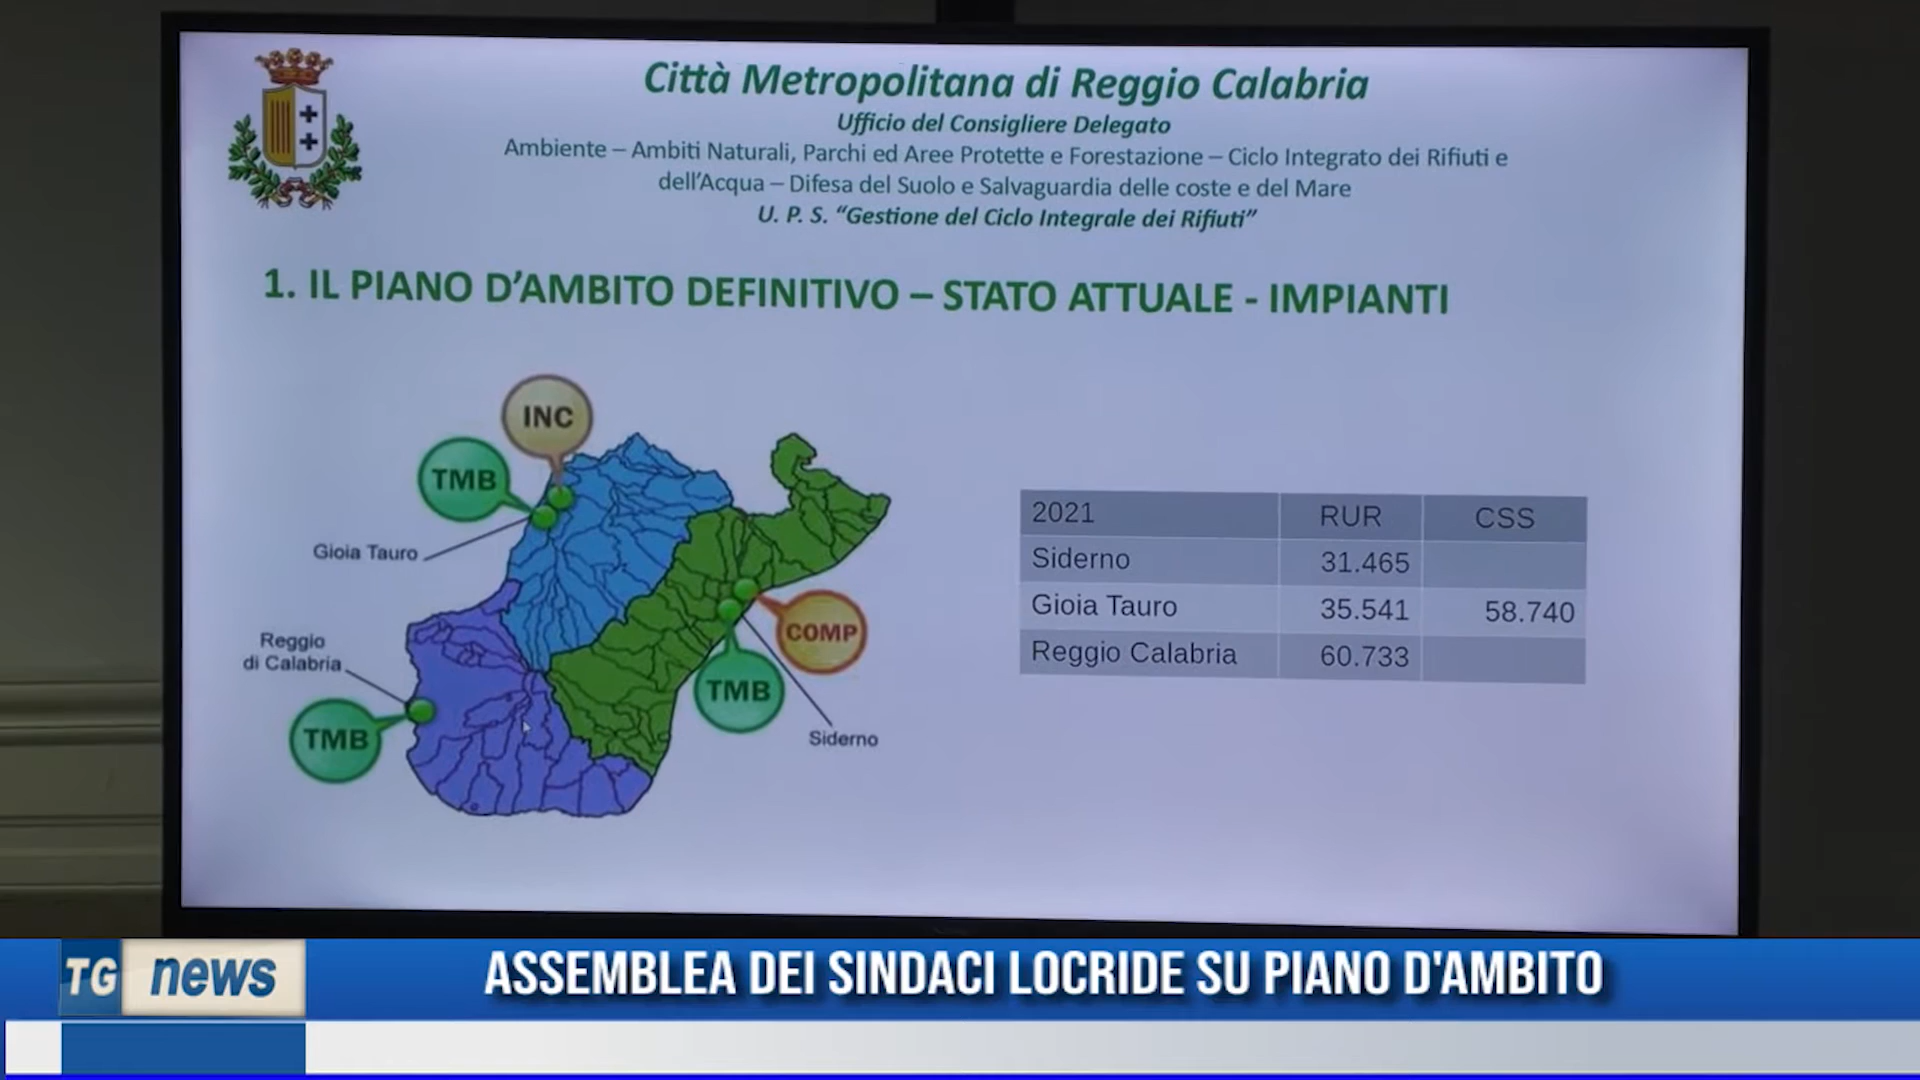 Città Metropolitana di Reggio Calabria
Ufficio del Consigliere Delegato
Ambiente – Ambiti Naturali, Parchi ed Aree Protette e Forestazione – Ciclo Integrato dei Rifiuti e
dell'Acqua – Difesa del Suolo e Salvaguardia delle coste e del Mare
U. P. S. “Gestione del Ciclo Integrale dei Rifiuti”
1. IL PIANO D'AMBITO DEFINITIVO – STATO ATTUALE - IMPIANTI
INC
TMB
Gioia Tauro
Reggio
di Calabria
TMB
COMP
TMB
Siderno
2021 RUR CSS
Siderno 31.465
Gioia Tauro 35.541 58.740
Reggio Calabria 60.733
TG news
ASSEMBLEA DEI SINDACI LOCRIDE SU PIANO D'AMBITO